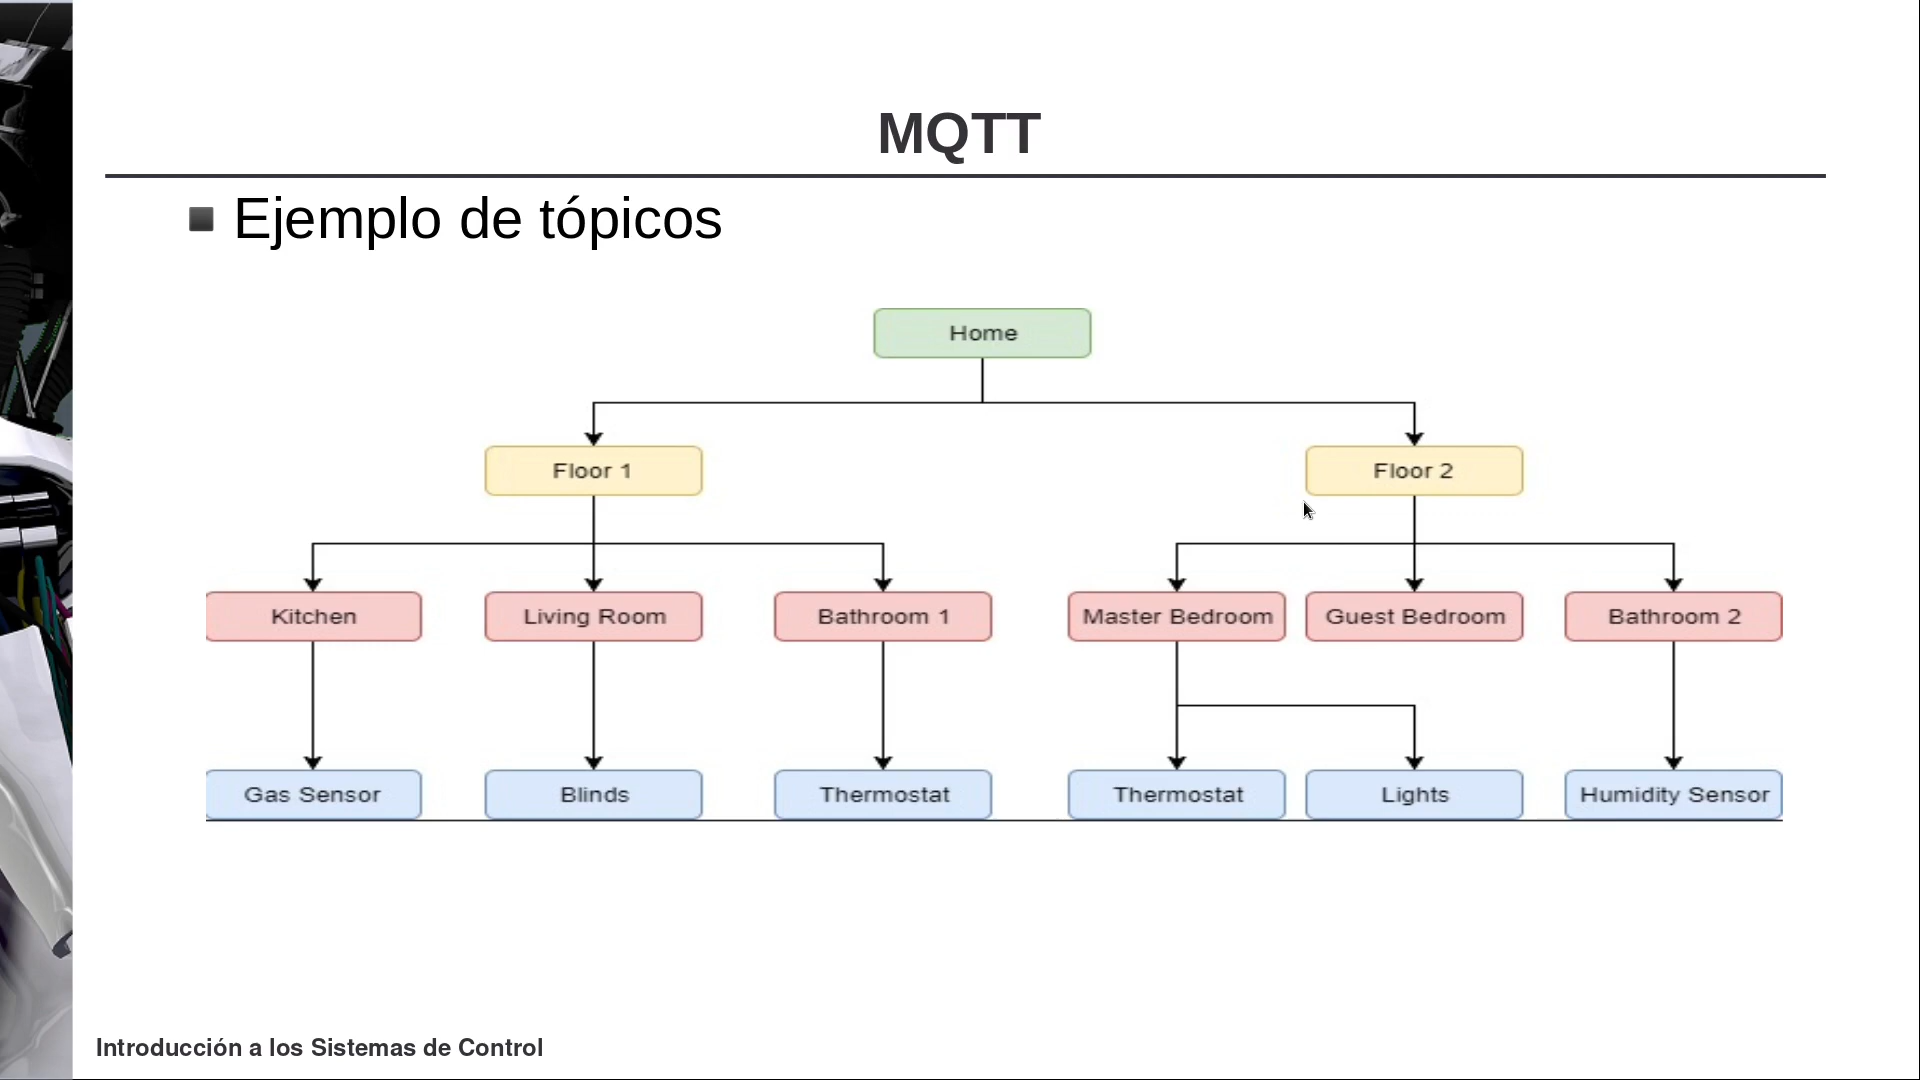 MQTT
Ejemplo de tópicos
Home
Floor 1
Floor 2
Kitchen
Living Room
Bathroom 1
Master Bedroom
Guest Bedroom
Bathroom 2
Gas Sensor
Blinds
Thermostat
Thermostat
Lights
Humidity Sensor
Introducción a los Sistemas de Control